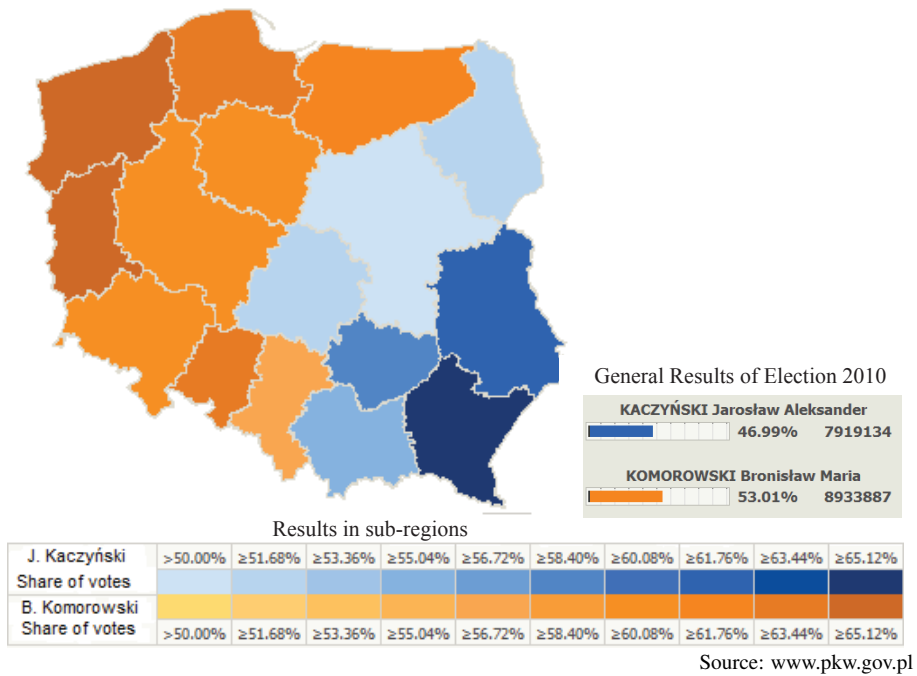 General Results of Election 2010
KACZYŃSKI Jarosław Aleksander
46.99% 7919134
KOMOROWSKI Bronisław Maria
53.01% 8933887
Results in sub-regions
J. Kaczyński >50.00% ≥51.68% ≥53.36% ≥55.04% ≥56.72% ≥58.40% ≥60.08% ≥61.76% ≥63.44% ≥65.12%
Share of votes
B. Komorowski
Share of votes >50.00% ≥51.68% ≥53.36% ≥55.04% ≥56.72% ≥58.40% ≥60.08% ≥61.76% ≥63.44% ≥65.12%
Source: www.pkw.gov.pl